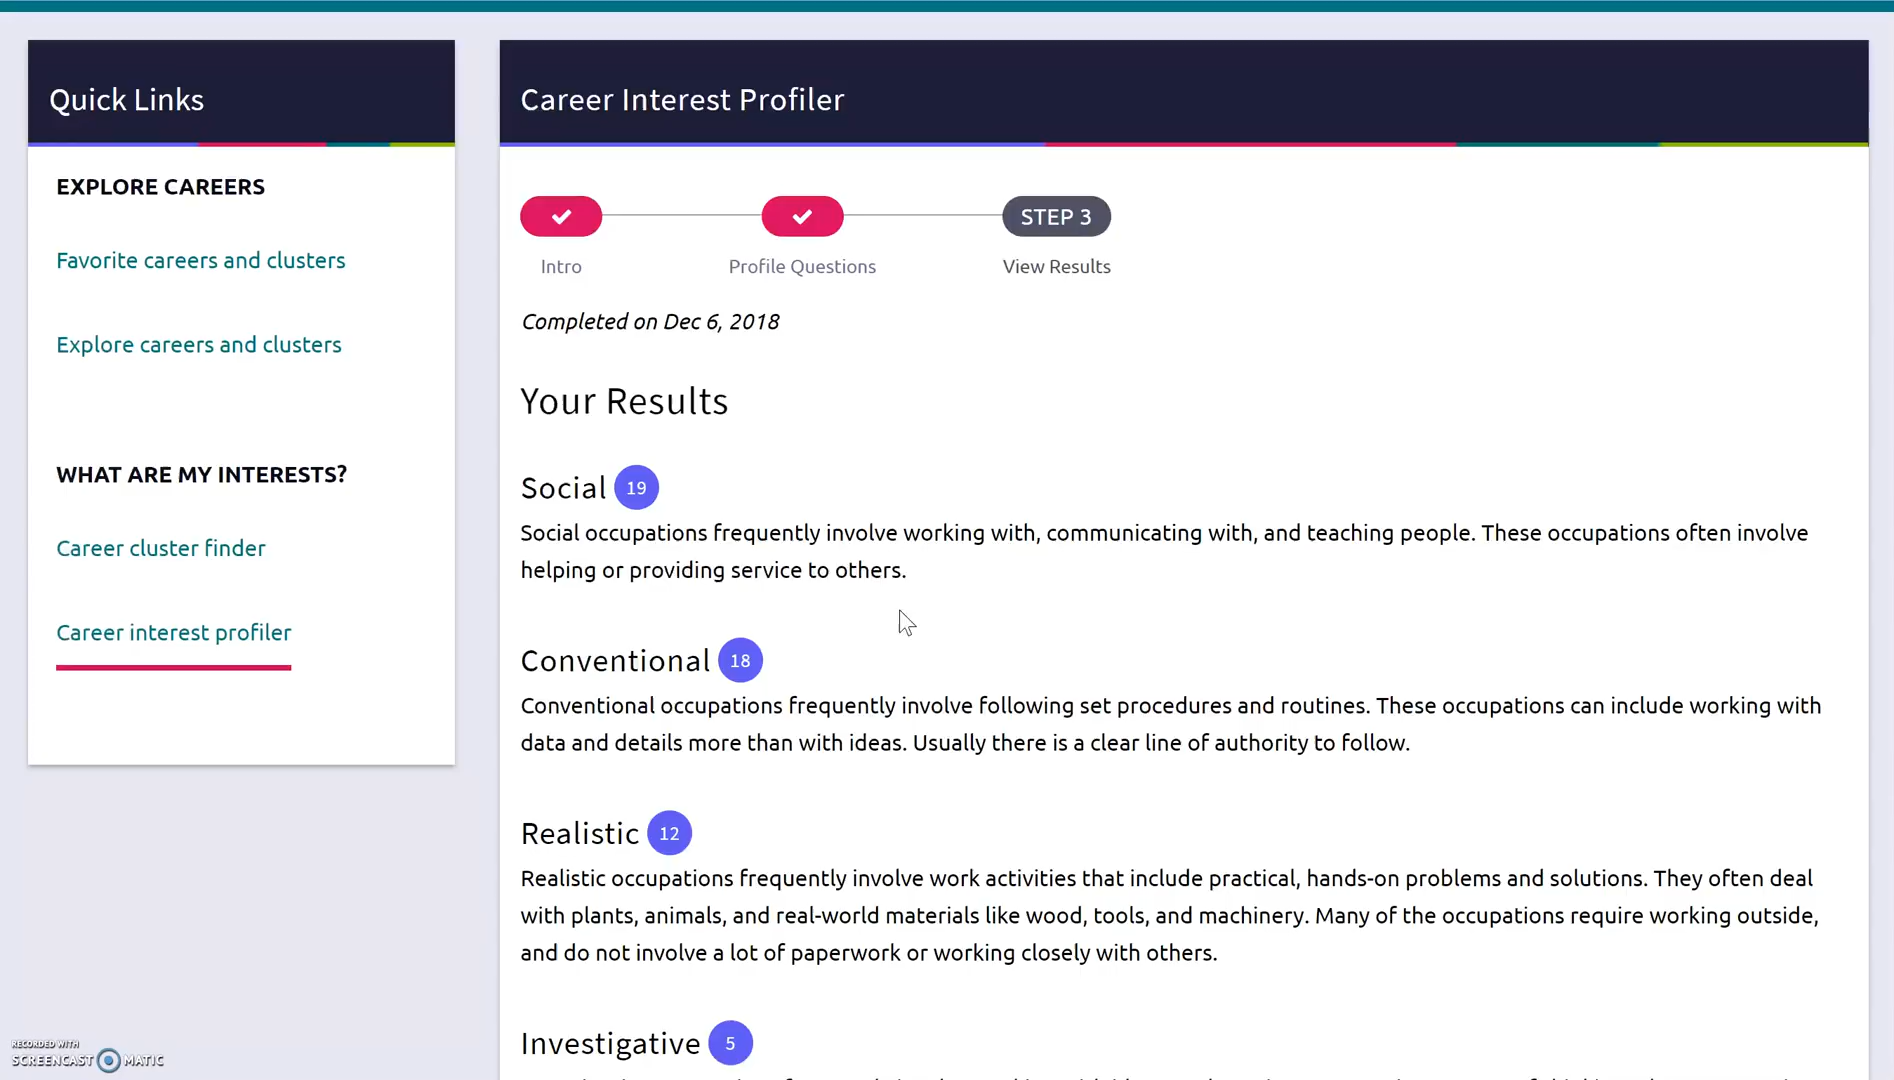 Quick Links
EXPLORE CAREERS
Favorite careers and clusters
Explore careers and clusters
WHAT ARE MY INTERESTS?
Career cluster finder
Career interest profiler
Career Interest Profiler
STEP 3
Intro
Profile Questions
View Results
Completed on Dec 6, 2018
Your Results
Social 19
Social occupations frequently involve working with, communicating with, and teaching people. These occupations often involve
helping or providing service to others.
Conventional 18
Conventional occupations frequently involve following set procedures and routines. These occupations can include working with
data and details more than with ideas. Usually there is a clear line of authority to follow.
Realistic 12
Realistic occupations frequently involve work activities that include practical, hands-on problems and solutions. They often deal
with plants, animals, and real-world materials like wood, tools, and machinery. Many of the occupations require working outside,
and do not involve a lot of paperwork or working closely with others.
Investigative 5
RECORDED WITH
SCREENCAST MATIC